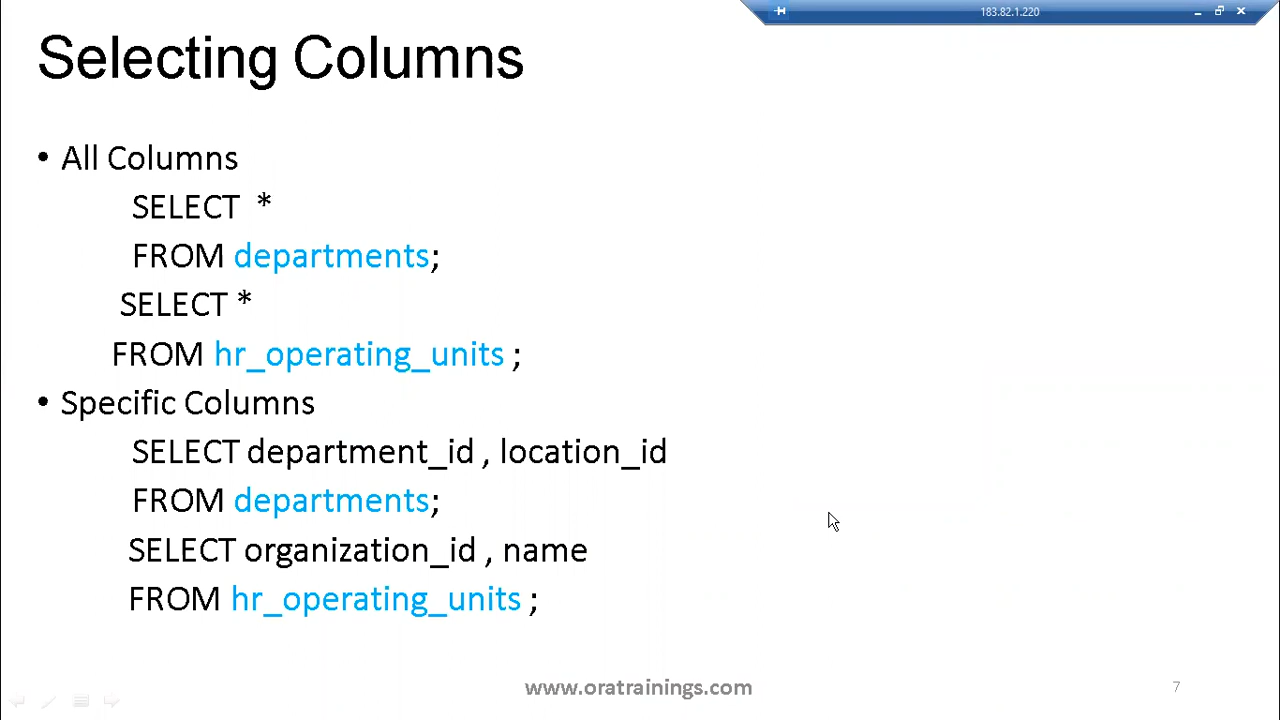 183.82.1.220
Selecting Columns
• All Columns
SELECT *
FROM departments;
SELECT *
FROM hr_operating_units ;
• Specific Columns
SELECT department_id , location_id
FROM departments;
SELECT organization_id , name
FROM hr_operating_units ;
www.oratrainings.com
7